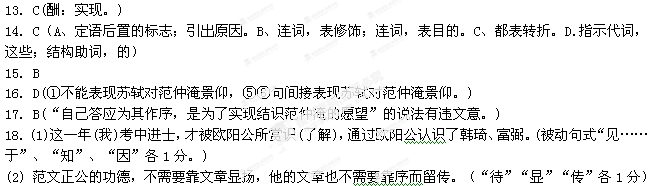 13. C(酬：实现。)
14. C（A、定语后置的标志；引出原因。B、连词，表修饰；连词，表目的。C、都表转折。D.指示代词，
这些；结构助词，的）
15. B
16. D(①不能表现苏轼对范仲淹景仰，⑤⑥句间接表现苏轼对范仲淹景仰。)
17. B(“自己答应为其作序，是为了实现结识范仲淹的愿望”的说法有违文意。)
18. (1)这一年(我)考中进士，才被欧阳公所赏识(了解)，通过欧阳公认识了韩琦、富弼。(被动句式“见……
于”、“知”、“因”各1分。)
(2) 范文正公的功德，不需要靠文章显扬，他的文章也不需要靠序而留传。（“待”“显”“传”各1分）